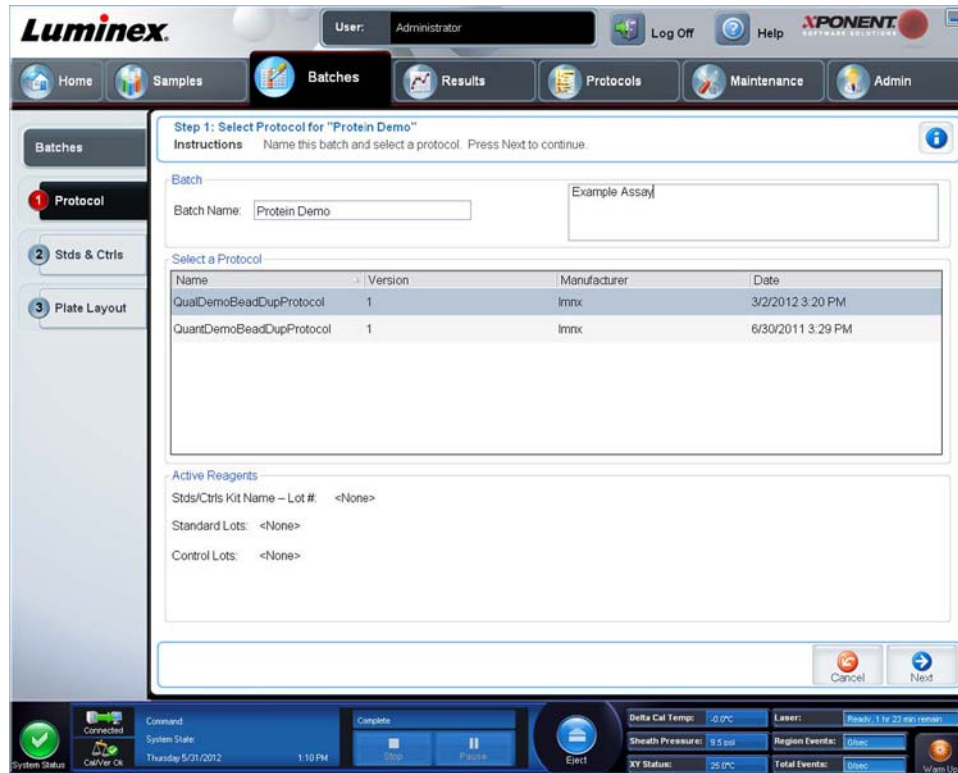 Luminex.
User: Administrator
Log Off
Help
XPONENT
SOFTWARE SOLUTIONS
Home
Samples
Batches
Results
Protocols
Maintenance
Admin
Batches
1 Protocol
2 Stds & Ctrls
3 Plate Layout
Step 1: Select Protocol for "Protein Demo"
Instructions Name this batch and select a protocol. Press Next to continue.
Batch
Batch Name: Protein Demo
Example Assay
Select a Protocol
Name Version Manufacturer Date
QualDemoBeadDupProtocol 1 lmnx 3/2/2012 3:20 PM
QuantDemoBeadDupProtocol 1 lmnx 6/30/2011 3:29 PM
Active Reagents
Stds/Ctrls Kit Name – Lot #: <None>
Standard Lots: <None>
Control Lots: <None>
Cancel
Next
System Status
Connected
Cal/Ver Ok
Command:
System State:
Thursday 5/31/2012 1:10 PM
Complete
Stop
Pause
Eject
Delta Cal Temp: -0.0°C
Sheath Pressure: 9.5 psi
XY Status: 25.0°C
Laser: Ready, 1 hr 23 min remain
Region Events: 0/sec
Total Events: 0/sec
Warm Up